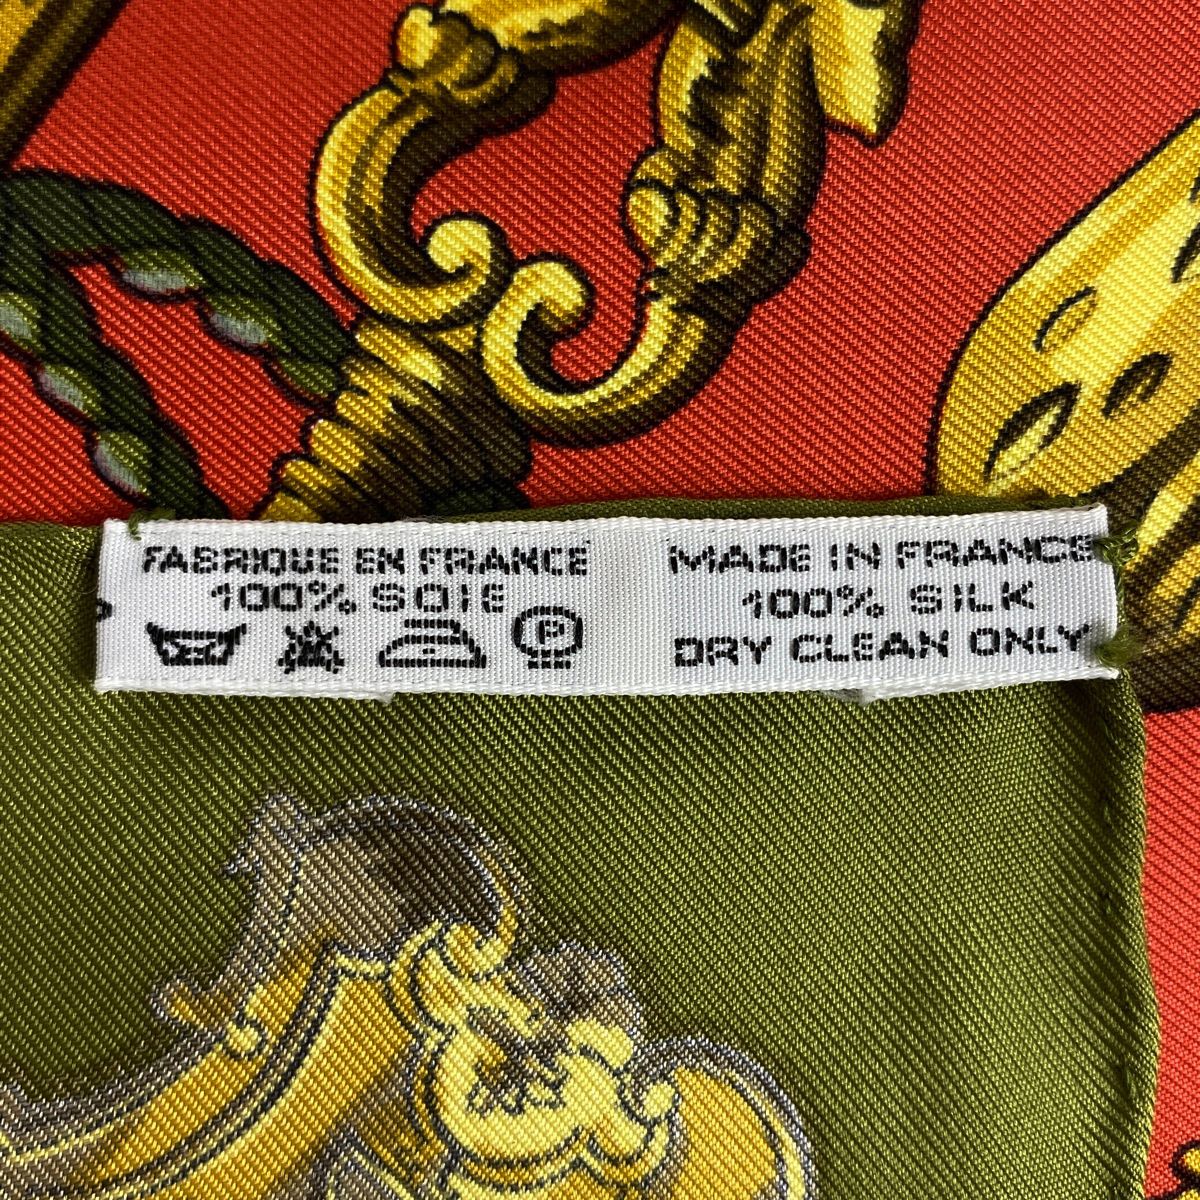 FABRIQUE EN FRANCE
100% SOIE
P
MADE IN FRANCE
100% SILK
DRY CLEAN ONLY